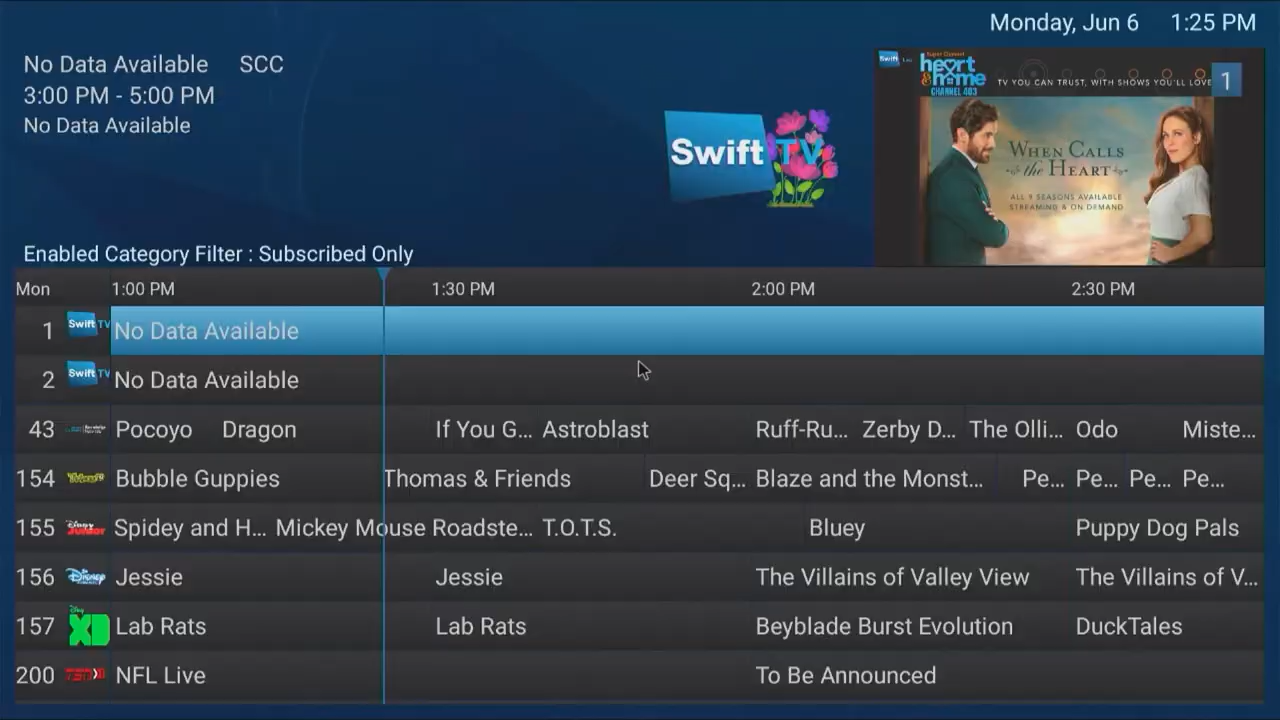 Monday, Jun 6 1:25 PM
No Data Available SCC
3:00 PM - 5:00 PM
No Data Available
Swift TV
Swift
Super Channel
heart & home
CHANNEL 403
TV YOU CAN TRUST, WITH SHOWS YOU'LL LOVE
1
WHEN CALLS
the HEART
ALL 9 SEASONS AVAILABLE
STREAMING & ON DEMAND
Enabled Category Filter : Subscribed Only
Mon 1:00 PM 1:30 PM 2:00 PM 2:30 PM
1 Swift TV No Data Available
2 Swift TV No Data Available
43 Pocoyo Dragon If You G... Astroblast Ruff-Ru... Zerby D... The Olli... Odo Miste...
154 Bubble Guppies Thomas & Friends Deer Sq... Blaze and the Monst... Pe... Pe... Pe... Pe...
155 Disney Junior Spidey and H... Mickey Mouse Roadste... T.O.T.S. Bluey Puppy Dog Pals
156 Disney Jessie Jessie The Villains of Valley View The Villains of V...
157 Disney XD Lab Rats Lab Rats Beyblade Burst Evolution DuckTales
200 NFL Live To Be Announced